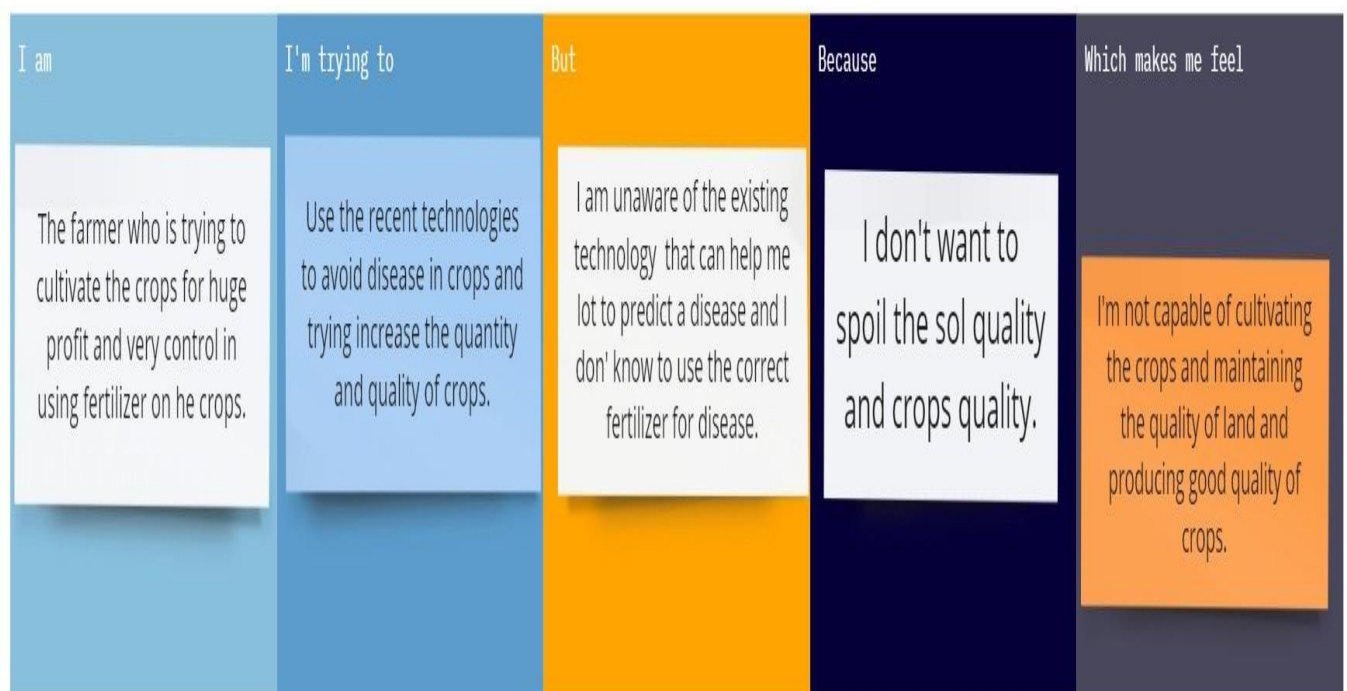 I am
The farmer who is trying to
cultivate the crops for huge
profit and very control in
using fertilizer on he crops.
I'm trying to
Use the recent technologies
to avoid disease in crops and
trying increase the quantity
and quality of crops.
But
I am unaware of the existing
technology that can help me
lot to predict a disease and I
don' know to use the correct
fertilizer for disease.
Because
I don't want to
spoil the sol quality
and crops quality.
Which makes me feel
I'm not capable of cultivating
the crops and maintaining
the quality of land and
producing good quality of
crops.